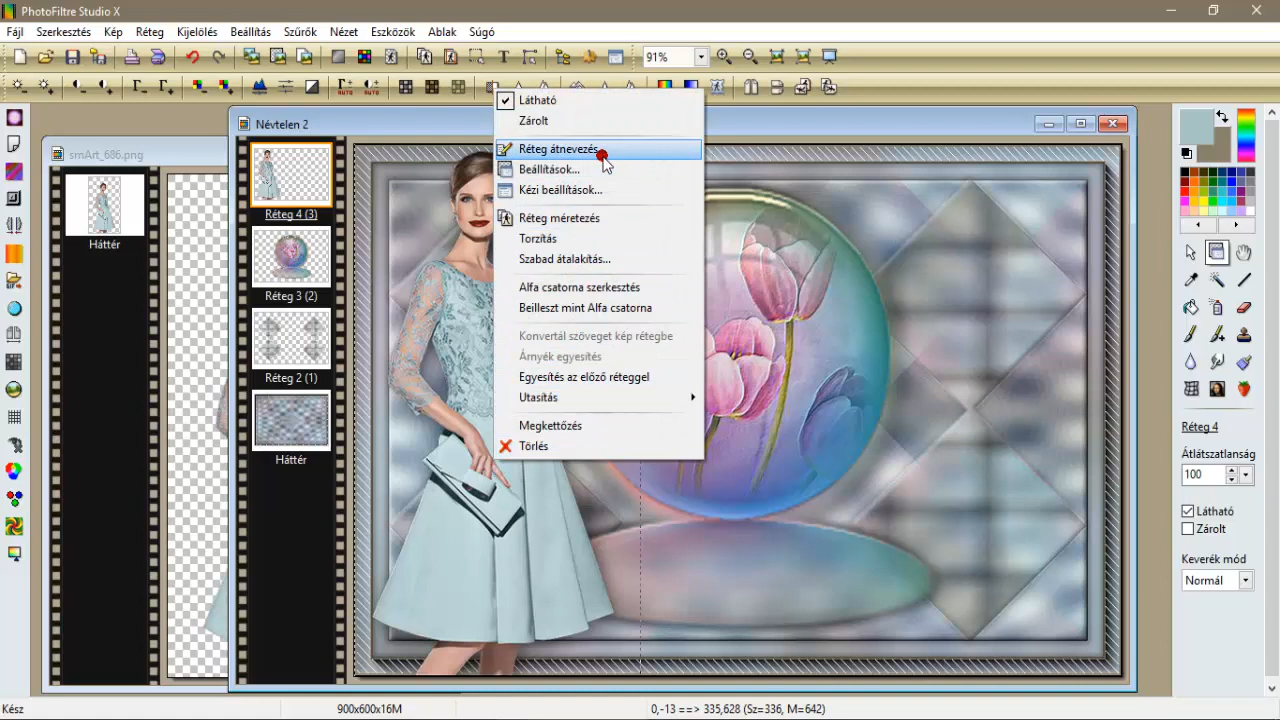 PhotoFiltre Studio X
Fájl Szerkesztés Kép Réteg Kijelölés Beállítás Szűrők Nézet Eszközök Ablak Súgó
91%
smArt_686.png
Háttér
Névtelen 2
Réteg 4 (3)
Réteg 3 (2)
Réteg 2 (1)
Háttér
Látható
Zárolt
Réteg átnevezés
Beállítások...
Kézi beállítások...
Réteg méretezés
Torzítás
Szabad átalakítás...
Alfa csatorna szerkesztés
Beilleszt mint Alfa csatorna
Konvertál szöveget kép rétegbe
Árnyék egyesítés
Egyesítés az előző réteggel
Utasítás
Megkettőzés
Törlés
Réteg 4
Átlátszatlanság
100
Látható
Zárolt
Keverék mód
Normál
Kész
900x600x16M
0,-13 ==> 335,628 (Sz=336, M=642)